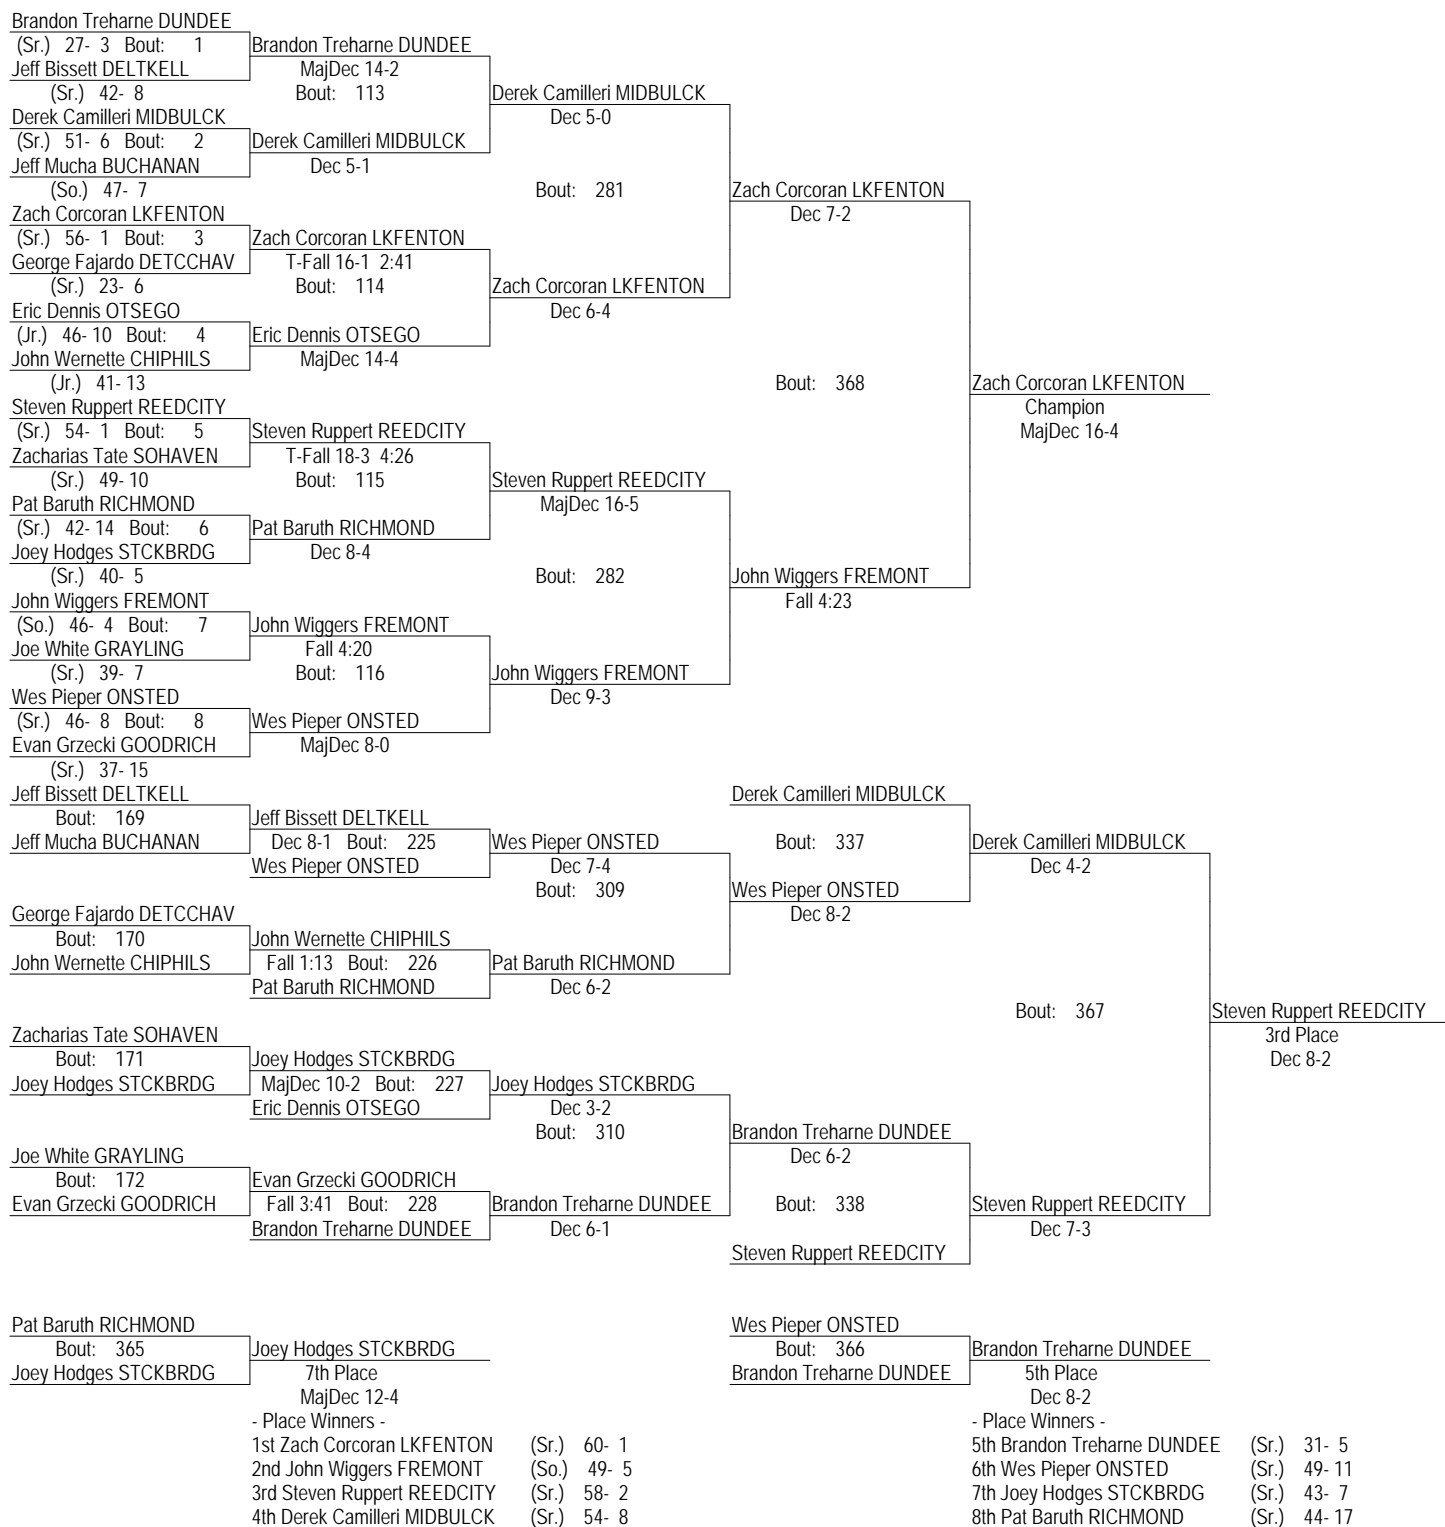 Brandon Treharne DUNDEE
(Sr.) 27- 3 Bout: 1 Brandon Treharne DUNDEE
Jeff Bissett DELTKELL MajDec 14-2
(Sr.) 42- 8 Bout: 113 Derek Camilleri MIDBULCK
Derek Camilleri MIDBULCK Dec 5-0
(Sr.) 51- 6 Bout: 2 Derek Camilleri MIDBULCK
Jeff Mucha BUCHANAN Dec 5-1
(So.) 47- 7 Bout: 281 Zach Corcoran LKFENTON
Zach Corcoran LKFENTON Dec 7-2
(Sr.) 56- 1 Bout: 3 Zach Corcoran LKFENTON
George Fajardo DETCCHAV T-Fall 16-1 2:41
(Sr.) 23- 6 Bout: 114 Zach Corcoran LKFENTON
Eric Dennis OTSEGO Dec 6-4
(Jr.) 46- 10 Bout: 4 Eric Dennis OTSEGO
John Wernette CHIPHILS MajDec 14-4
(Jr.) 41- 13 Bout: 368 Zach Corcoran LKFENTON
Steven Ruppert REEDCITY Champion
(Sr.) 54- 1 Bout: 5 Steven Ruppert REEDCITY MajDec 16-4
Zacharias Tate SOHAVEN T-Fall 18-3 4:26
(Sr.) 49- 10 Bout: 115 Steven Ruppert REEDCITY
Pat Baruth RICHMOND MajDec 16-5
(Sr.) 42- 14 Bout: 6 Pat Baruth RICHMOND
Joey Hodges STCKBRDG Dec 8-4
(Sr.) 40- 5 Bout: 282 John Wiggers FREMONT
John Wiggers FREMONT Fall 4:23
(So.) 46- 4 Bout: 7 John Wiggers FREMONT
Joe White GRAYLING Fall 4:20
(Sr.) 39- 7 Bout: 116 John Wiggers FREMONT
Wes Pieper ONSTED Dec 9-3
(Sr.) 46- 8 Bout: 8 Wes Pieper ONSTED
Evan Grzecki GOODRICH MajDec 8-0
(Sr.) 37- 15
Jeff Bissett DELTKELL Derek Camilleri MIDBULCK
Bout: 169 Jeff Bissett DELTKELL
Jeff Mucha BUCHANAN Dec 8-1 Bout: 225 Wes Pieper ONSTED Bout: 337 Derek Camilleri MIDBULCK
Wes Pieper ONSTED Dec 7-4 Dec 4-2
Bout: 309 Wes Pieper ONSTED
George Fajardo DETCCHAV Dec 8-2
Bout: 170 John Wernette CHIPHILS
John Wernette CHIPHILS Fall 1:13 Bout: 226 Pat Baruth RICHMOND
Pat Baruth RICHMOND Dec 6-2
Bout: 367 Steven Ruppert REEDCITY
Zacharias Tate SOHAVEN 3rd Place
Bout: 171 Joey Hodges STCKBRDG Dec 8-2
Joey Hodges STCKBRDG MajDec 10-2 Bout: 227 Joey Hodges STCKBRDG
Eric Dennis OTSEGO Dec 3-2
Bout: 310 Brandon Treharne DUNDEE
Joe White GRAYLING Dec 6-2
Bout: 172 Evan Grzecki GOODRICH
Evan Grzecki GOODRICH Fall 3:41 Bout: 228 Brandon Treharne DUNDEE Bout: 338 Steven Ruppert REEDCITY
Brandon Treharne DUNDEE Dec 6-1 Dec 7-3
Steven Ruppert REEDCITY
Pat Baruth RICHMOND Wes Pieper ONSTED
Bout: 365 Joey Hodges STCKBRDG Bout: 366 Brandon Treharne DUNDEE
Joey Hodges STCKBRDG 7th Place Brandon Treharne DUNDEE 5th Place
MajDec 12-4 Dec 8-2
- Place Winners - - Place Winners -
1st Zach Corcoran LKFENTON (Sr.) 60- 1 5th Brandon Treharne DUNDEE (Sr.) 31- 5
2nd John Wiggers FREMONT (So.) 49- 5 6th Wes Pieper ONSTED (Sr.) 49- 11
3rd Steven Ruppert REEDCITY (Sr.) 58- 2 7th Joey Hodges STCKBRDG (Sr.) 43- 7
4th Derek Camilleri MIDBULCK (Sr.) 54- 8 8th Pat Baruth RICHMOND (Sr.) 44- 17